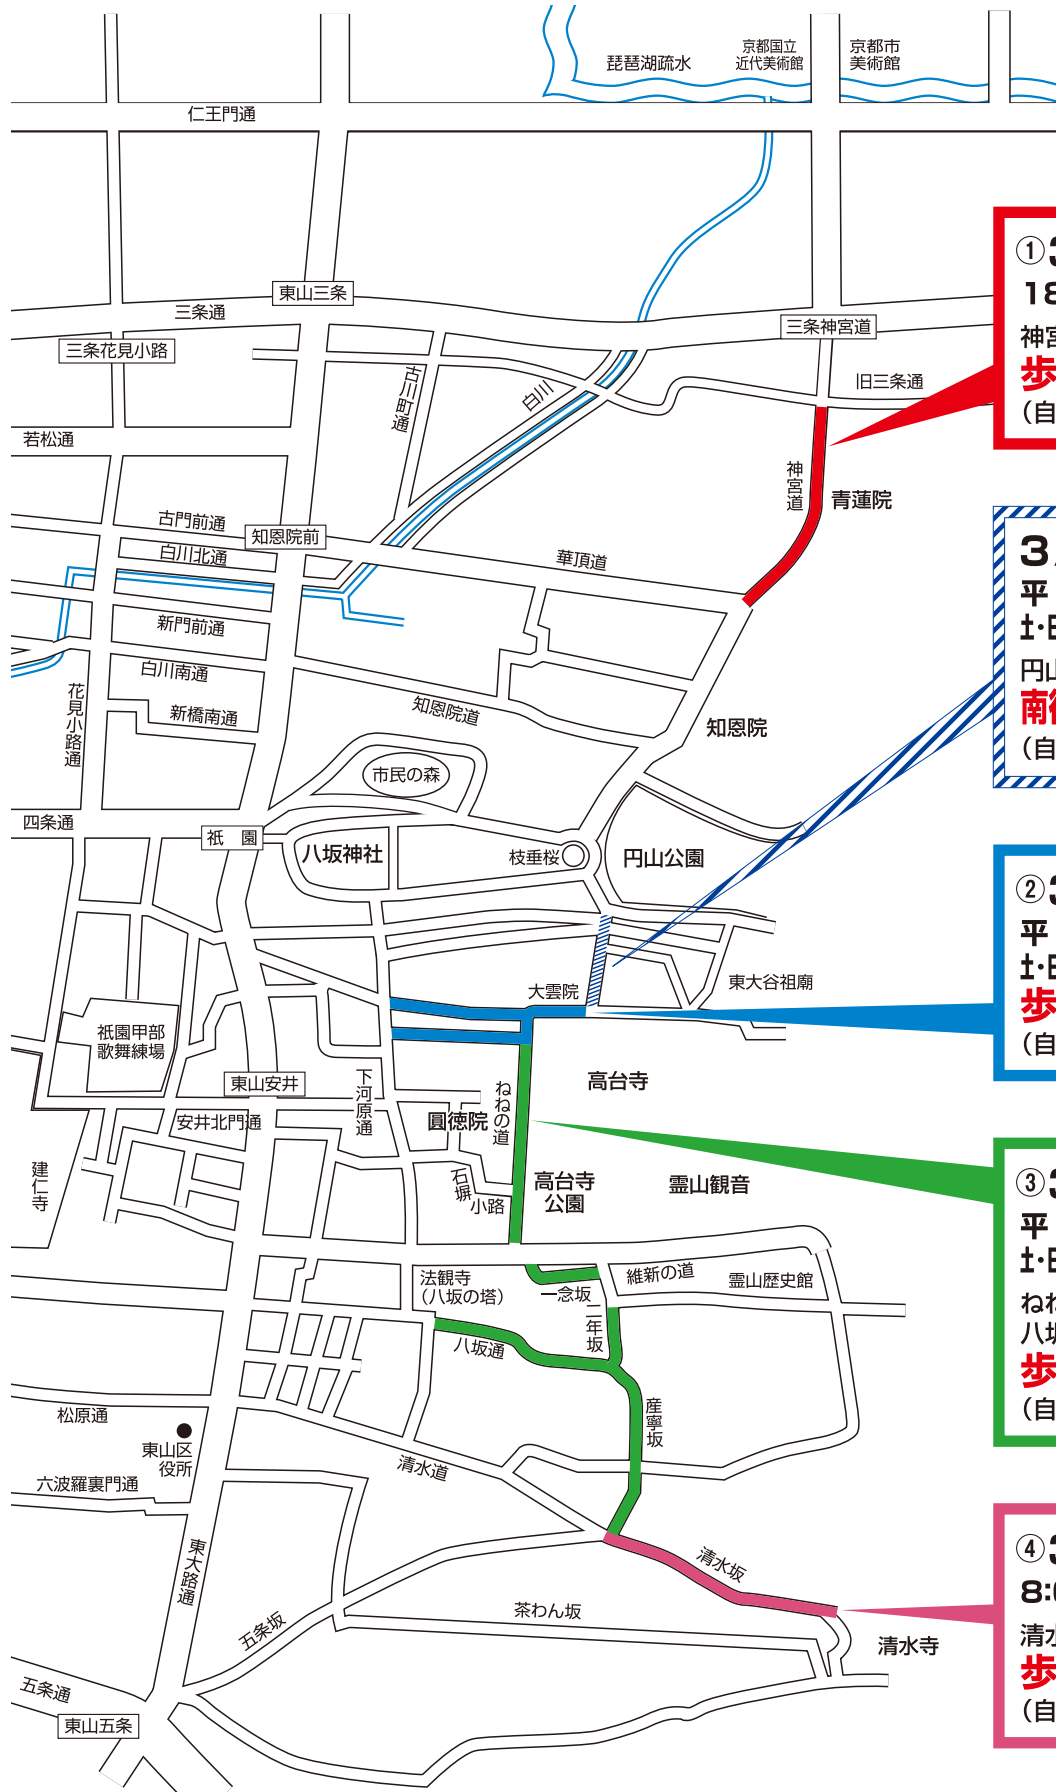 琵琶湖疏水
京都国立
近代美術館
京都市
美術館
仁王門通
東山三条
三条通
三条神宮道
三条花見小路
古川町通
白川
旧三条通
若松通
神宮道
青蓮院
古門前通
知恩院前
白川北通
華頂道
新門前通
白川南通
花見小路通
新橋南通
知恩院道
知恩院
市民の森
四条通
祇園
八坂神社
枝垂桜
円山公園
大雲院
東大谷祖廟
祇園甲部
歌舞練場
東山安井
下河原通
ねねの道
高台寺
安井北門通
圓徳院
建仁寺
石塀
小路
高台寺
公園
霊山観音
法観寺
（八坂の塔）
一念坂
維新の道
霊山歴史館
二年坂
八坂通
松原通
産寧坂
東山区
役所
清水道
六波羅裏門通
東大路通
清水坂
五条坂
茶わん坂
清水寺
五条通
東山五条
①3
18
神宮
歩
（自
3
平
土・日
円山
南行
（自
②3
平
土・日
歩
（自
③3
平
土・日
ねね
八坂
歩
（自
④3
8:0
清水
歩
（自